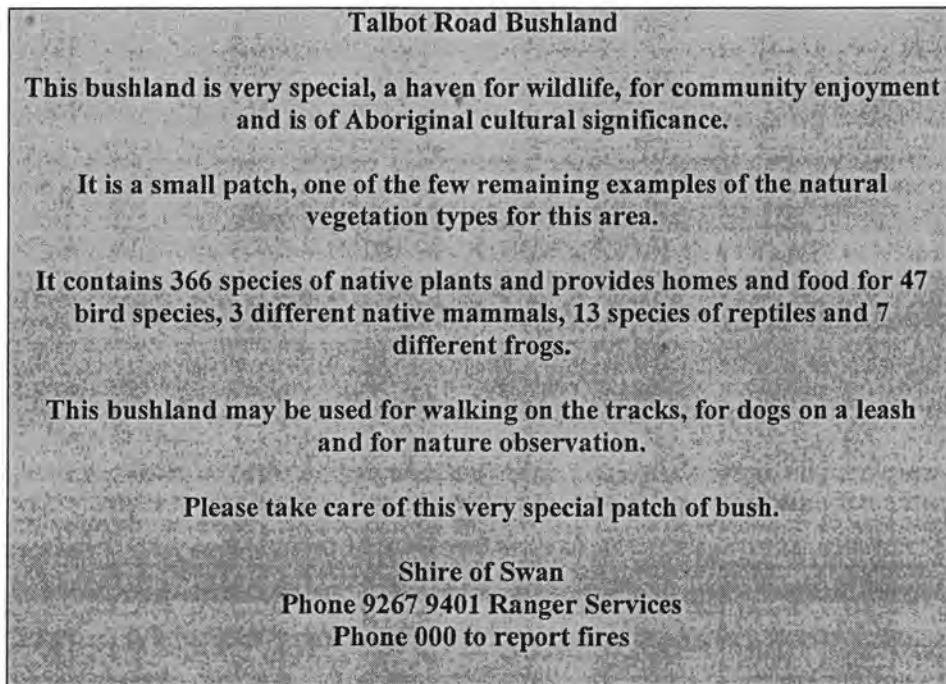 Talbot Road Bushland
This bushland is very special, a haven for wildlife, for community enjoyment
and is of Aboriginal cultural significance.
It is a small patch, one of the few remaining examples of the natural
vegetation types for this area.
It contains 366 species of native plants and provides homes and food for 47
bird species, 3 different native mammals, 13 species of reptiles and 7
different frogs.
This bushland may be used for walking on the tracks, for dogs on a leash
and for nature observation.
Please take care of this very special patch of bush.
Shire of Swan
Phone 9267 9401 Ranger Services
Phone 000 to report fires